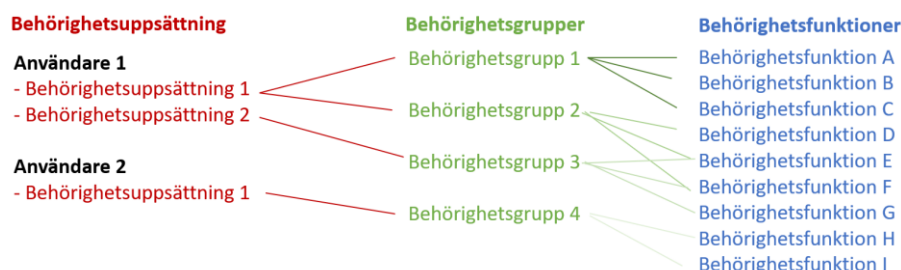 Behörighetsuppsättning
Användare 1
- Behörighetsuppsättning 1
- Behörighetsuppsättning 2
Användare 2
- Behörighetsuppsättning 1
Behörighetsgrupper
Behörighetsgrupp 1
Behörighetsgrupp 2
Behörighetsgrupp 3
Behörighetsgrupp 4
Behörighetsfunktioner
Behörighetsfunktion A
Behörighetsfunktion B
Behörighetsfunktion C
Behörighetsfunktion D
Behörighetsfunktion E
Behörighetsfunktion F
Behörighetsfunktion G
Behörighetsfunktion H
Behörighetsfunktion I